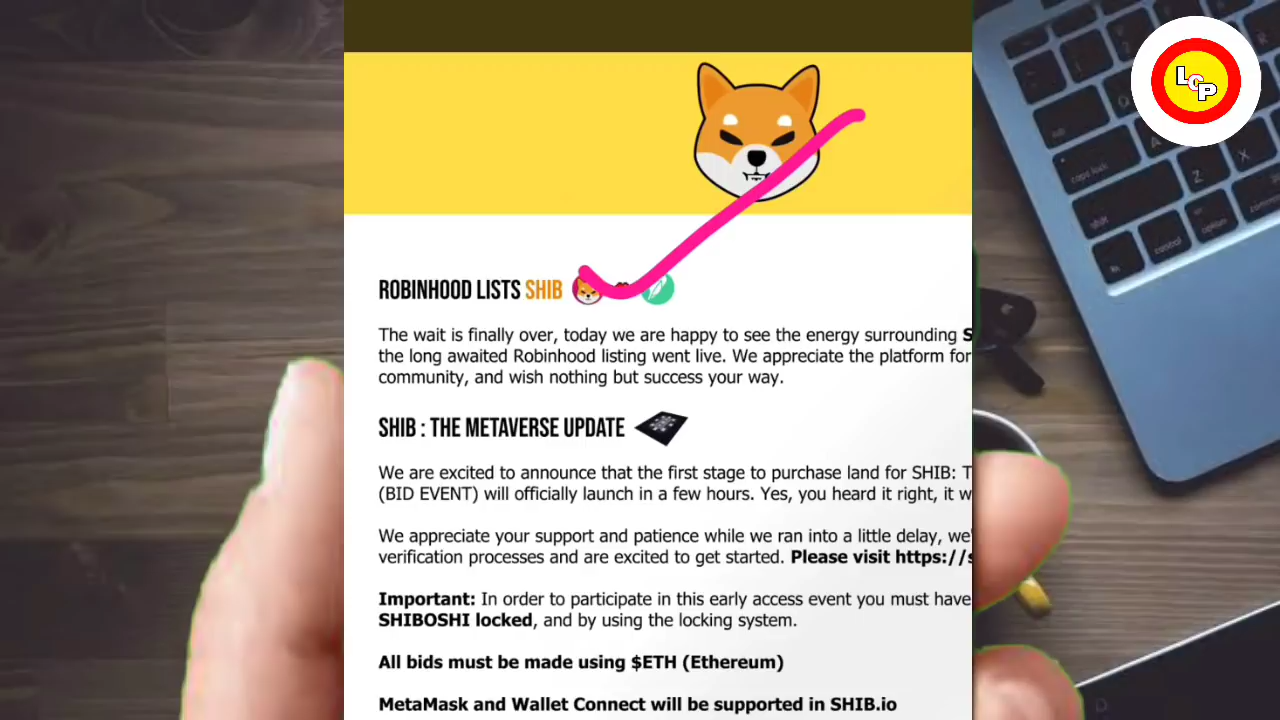 LCP
ROBINHOOD LISTS SHIB
The wait is finally over, today we are happy to see the energy surrounding
the long awaited Robinhood listing went live. We appreciate the platform for
community, and wish nothing but success your way.
SHIB : THE METAVERSE UPDATE
We are excited to announce that the first stage to purchase land for SHIB: T
(BID EVENT) will officially launch in a few hours. Yes, you heard it right, it w
We appreciate your support and patience while we ran into a little delay, we'
verification processes and are excited to get started. Please visit https://s
Important: In order to participate in this early access event you must have
SHIBOSHI locked, and by using the locking system.
All bids must be made using $ETH (Ethereum)
MetaMask and Wallet Connect will be supported in SHIB.io